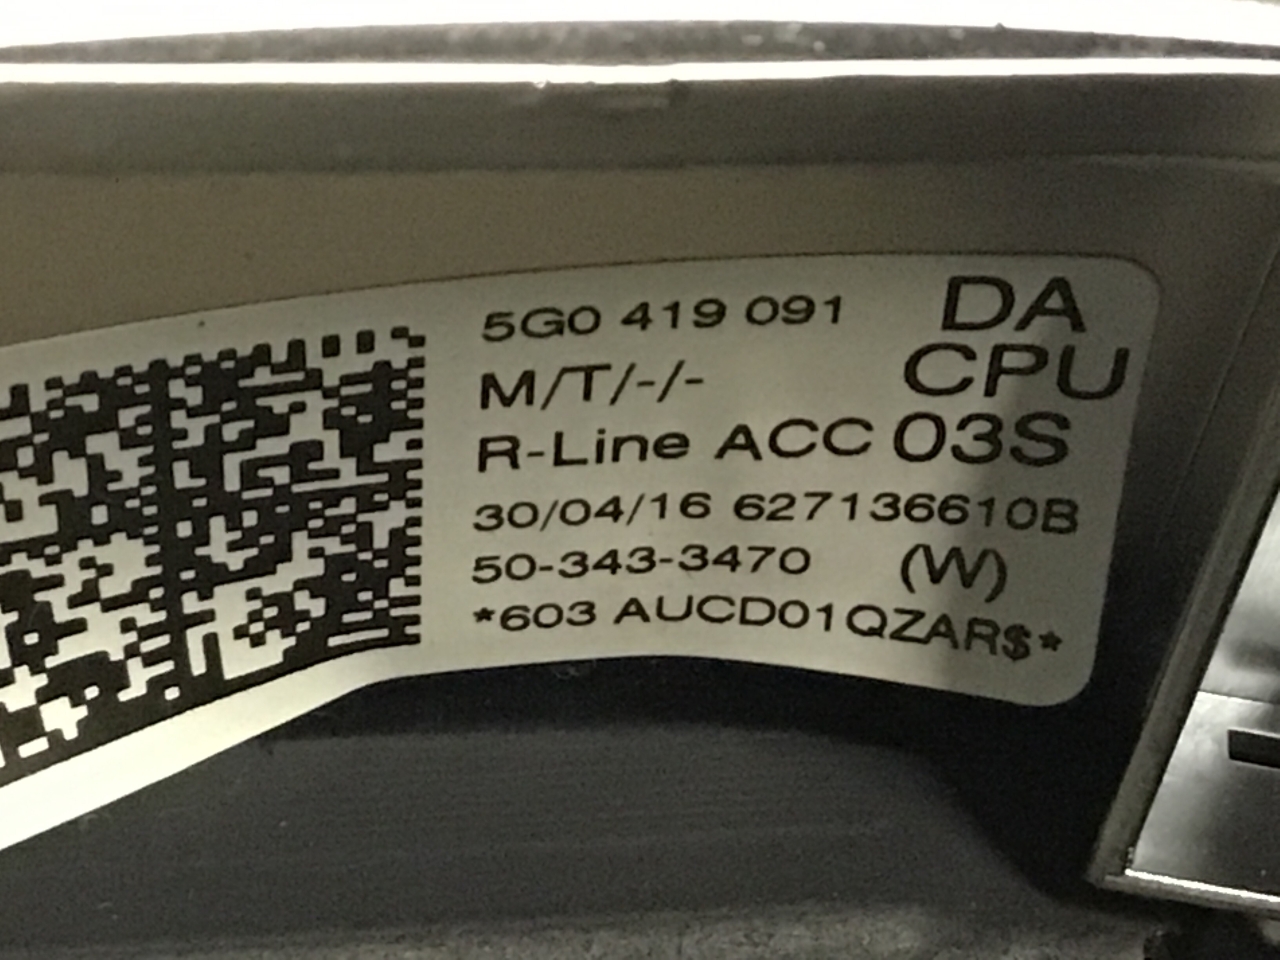 5G0 419 091 DA
M/T/-/- CPU
R-Line ACC 03S
30/04/16 627136610B
50-343-3470 (W)
*603 AUCD01QZAR$*